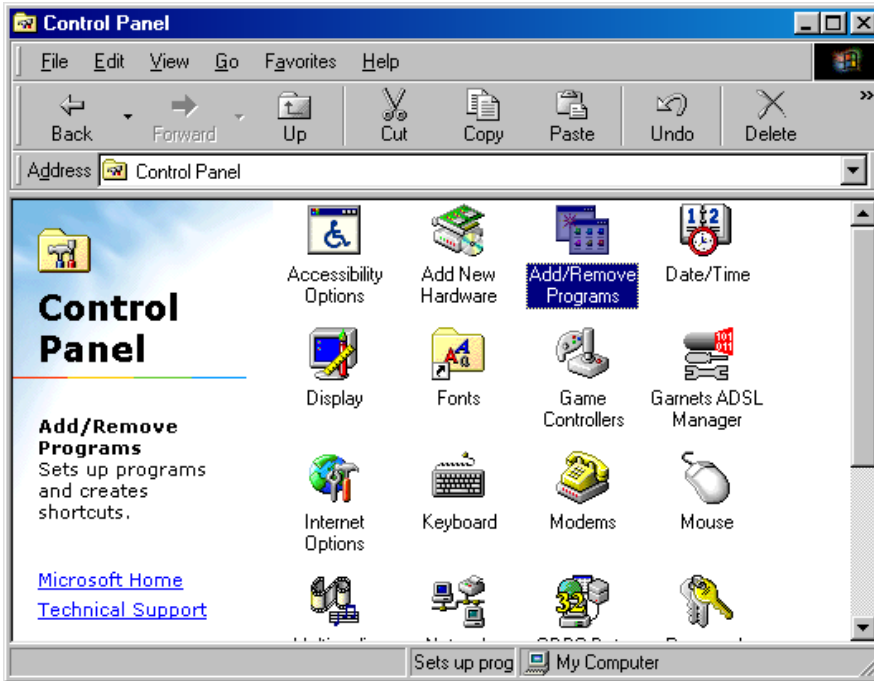 Control Panel
File Edit View Go Favorites Help
Back Forward Up Cut Copy Paste Undo Delete »
Address Control Panel
Control
Panel
Add/Remove
Programs
Sets up programs
and creates
shortcuts.
Microsoft Home
Technical Support
Accessibility
Options
Add New
Hardware
Add/Remove
Programs
Date/Time
Display
Fonts
Game
Controllers
Garnets ADSL
Manager
Internet
Options
Keyboard
Modems
Mouse
Sets up prog
My Computer